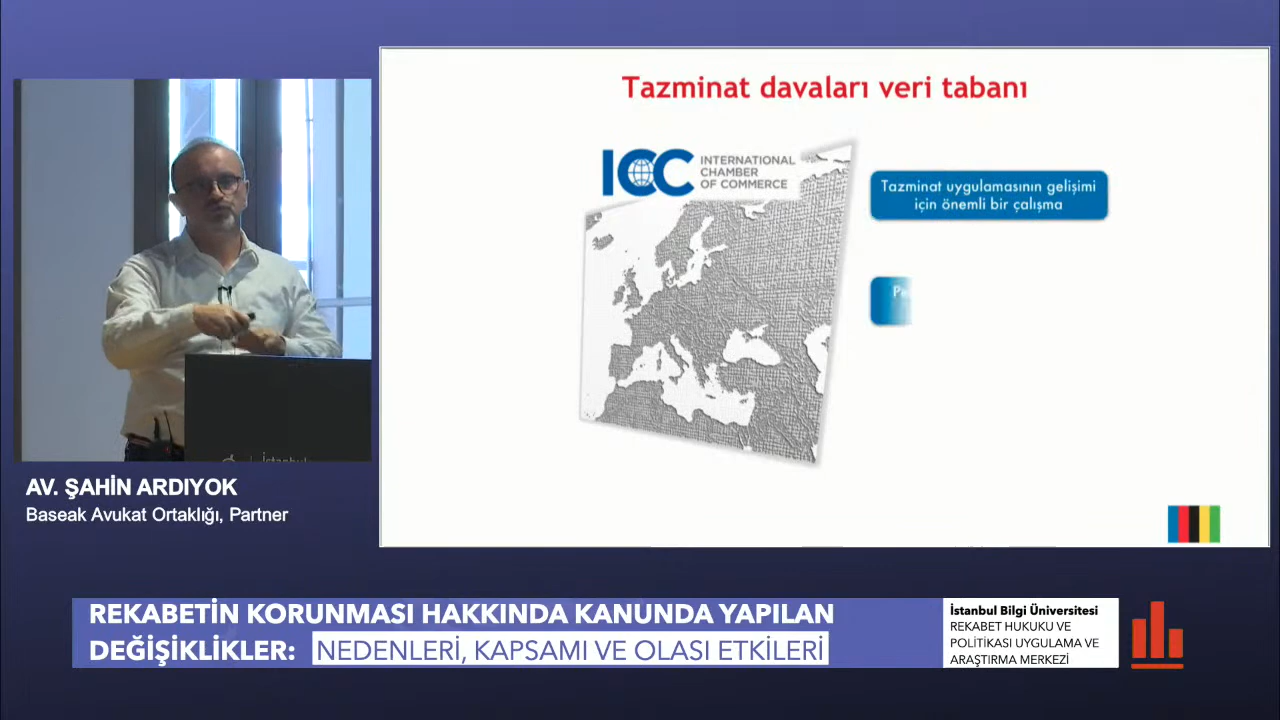 Tazminat davaları veri tabanı
ICC
INTERNATIONAL
CHAMBER
OF COMMERCE
Tazminat uygulamasının gelişimi
için önemli bir çalışma
AV. ŞAHİN ARDIYOK
Baseak Avukat Ortaklığı, Partner
REKABETİN KORUNMASI HAKKINDA KANUNDA YAPILAN
DEĞİŞİKLİKLER: NEDENLERİ, KAPSAMI VE OLASI ETKİLERİ
İstanbul Bilgi Üniversitesi
REKABET HUKUKU VE
POLİTİKASI UYGULAMA VE
ARAŞTIRMA MERKEZİ